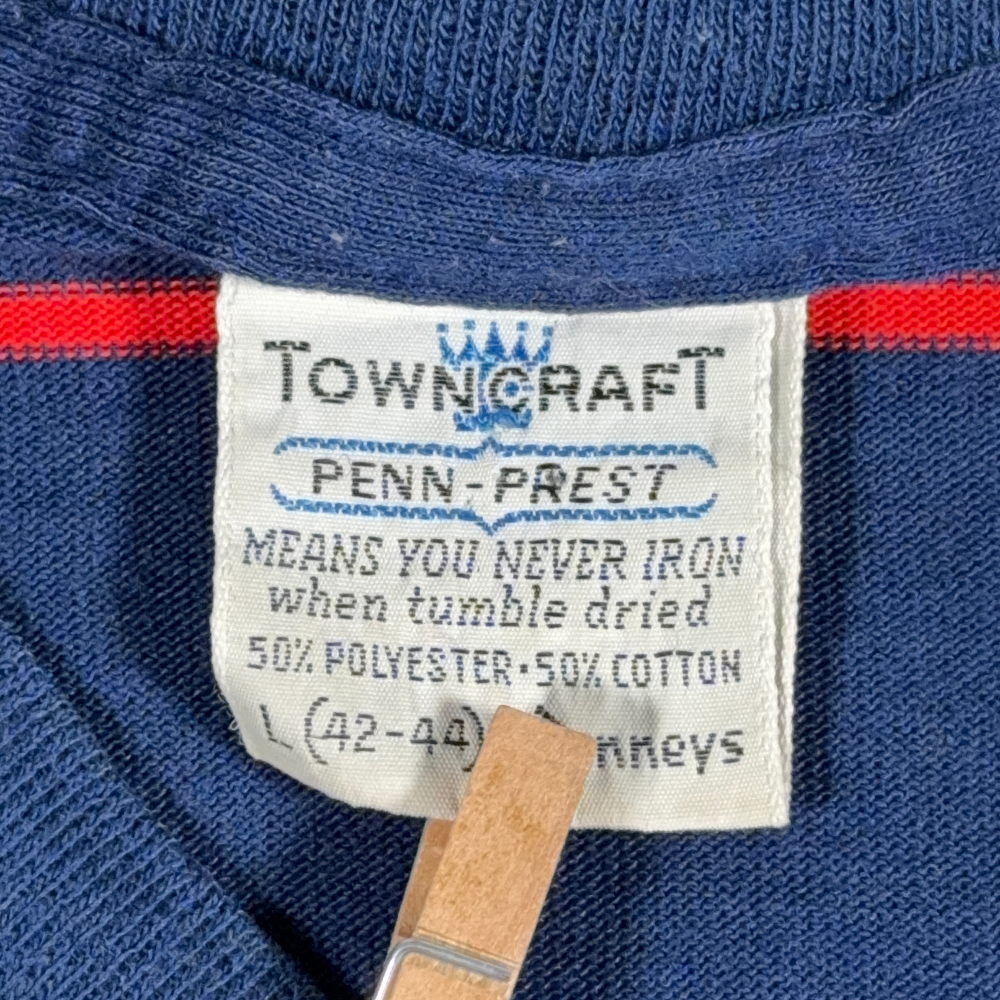 TOWNCRAFT
PENN-PREST
MEANS YOU NEVER IRON
when tumble dried
50% POLYESTER·50% COTTON
L (42-44)